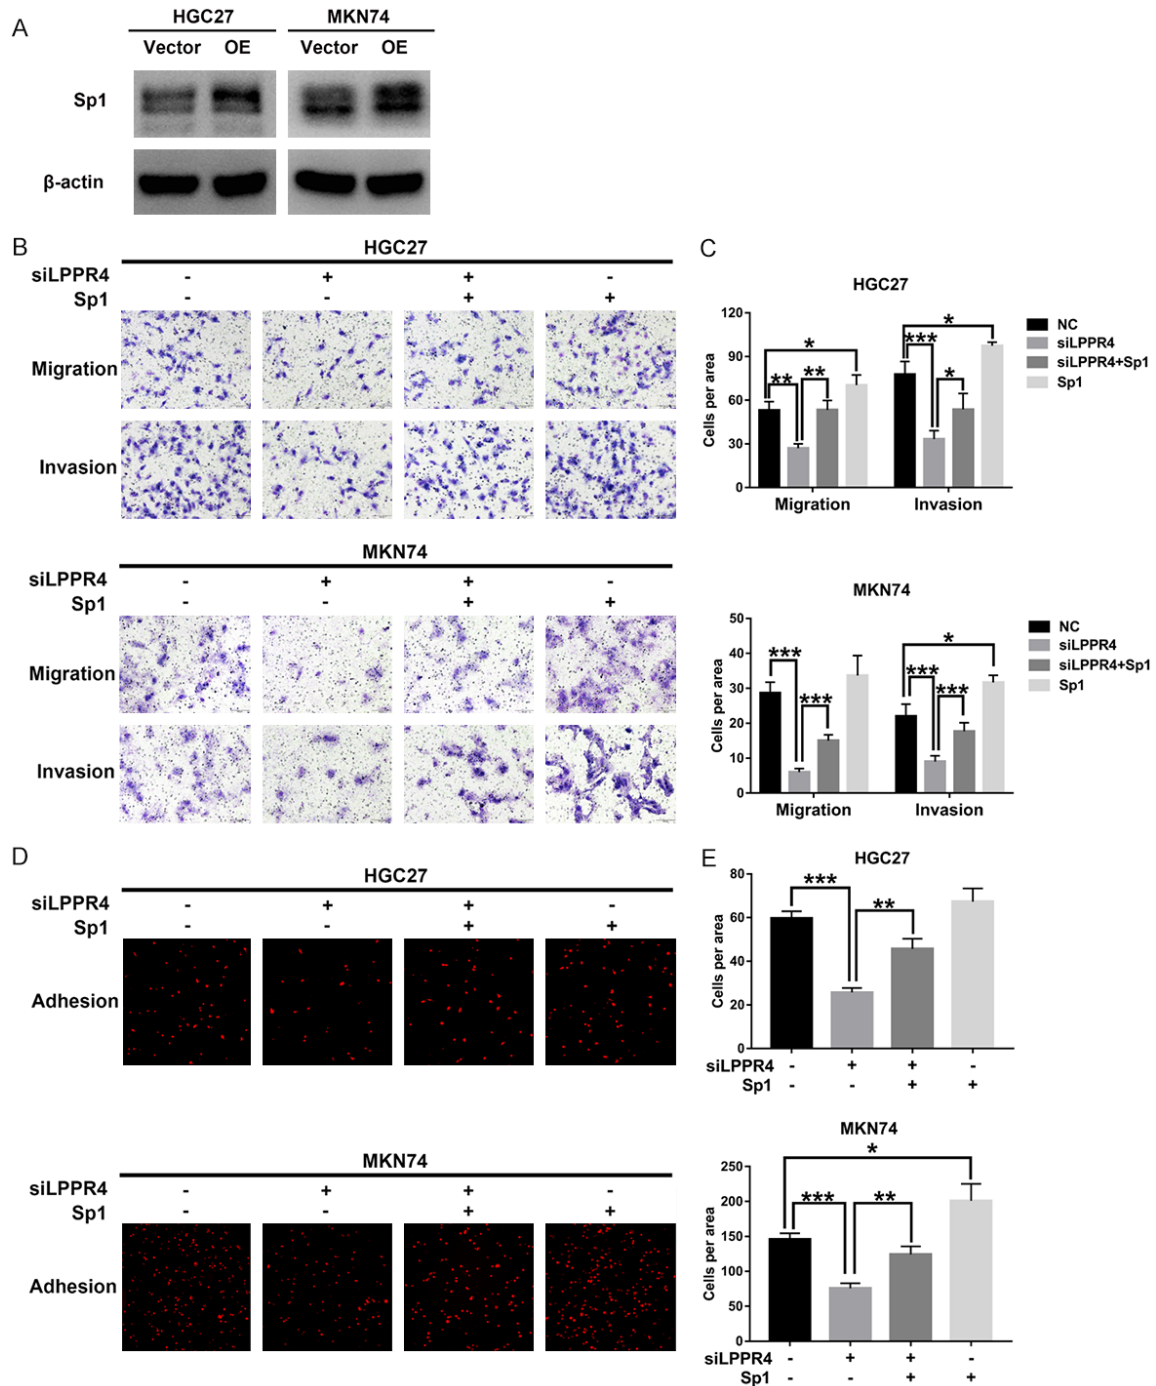 A
HGC27 MKN74
Vector OE Vector OE
Sp1
β-actin
B
HGC27
siLPPR4 - + + -
Sp1 - - + +
Migration
Invasion
MKN74
siLPPR4 - + + -
Sp1 - - + +
Migration
Invasion
C
HGC27
Cells per area
120
90
60
30
0
* *** * ** ** *
Migration Invasion
NC
siLPPR4
siLPPR4+Sp1
Sp1
MKN74
Cells per area
50
40
30
20
10
0
*** *** * *** ***
Migration Invasion
NC
siLPPR4
siLPPR4+Sp1
Sp1
D
HGC27
siLPPR4 - + + -
Sp1 - - + +
Adhesion
MKN74
siLPPR4 - + + -
Sp1 - - + +
Adhesion
E
HGC27
Cells per area
80
60
40
20
0
*** **
siLPPR4 - + + -
Sp1 - - + +
MKN74
Cells per area
250
200
150
100
50
0
* *** **
siLPPR4 - + + -
Sp1 - - + +